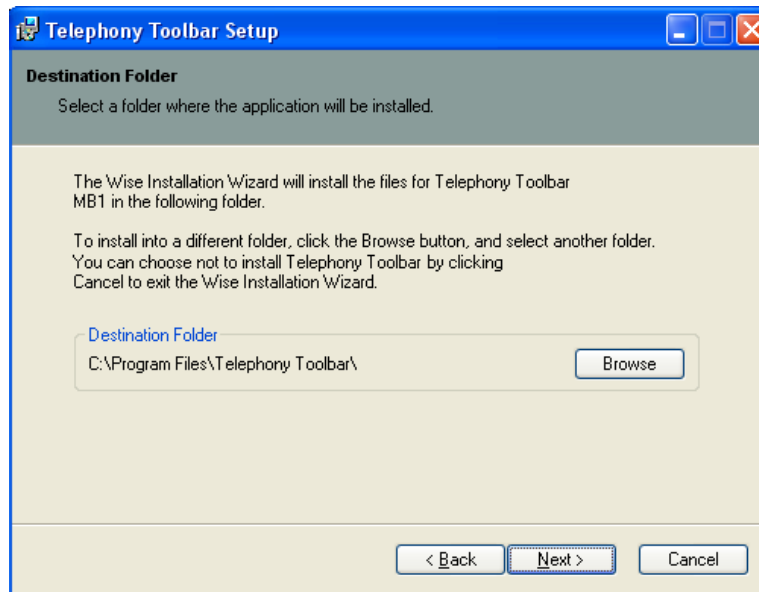 Telephony Toolbar Setup
Destination Folder
Select a folder where the application will be installed.
The Wise Installation Wizard will install the files for Telephony Toolbar
MB1 in the following folder.
To install into a different folder, click the Browse button, and select another folder.
You can choose not to install Telephony Toolbar by clicking
Cancel to exit the Wise Installation Wizard.
Destination Folder
C:\Program Files\Telephony Toolbar\
Browse
< Back
Next >
Cancel